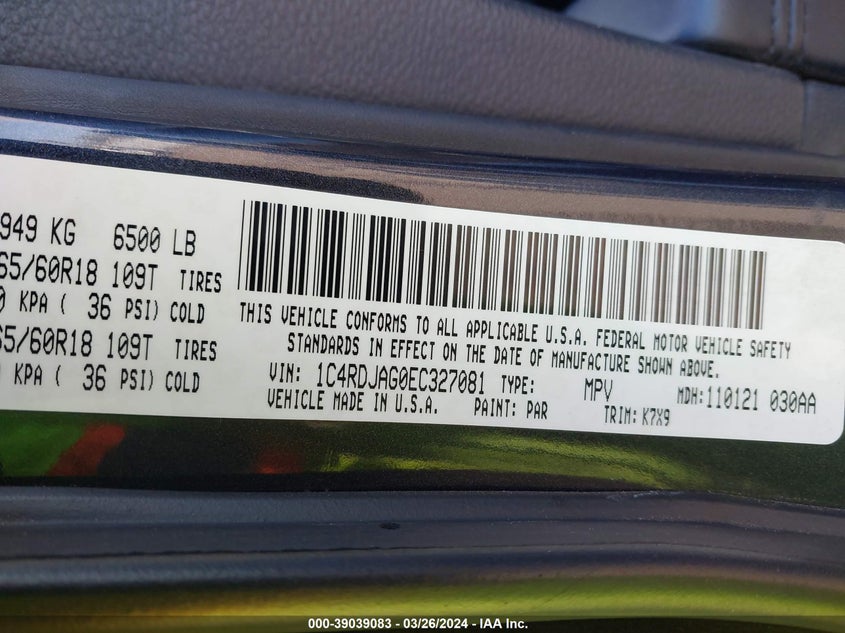 949 KG 6500 LB
65/60R18 109T TIRES
0 KPA ( 36 PSI) COLD
65/60R18 109T TIRES
KPA ( 36 PSI) COLD
THIS VEHICLE CONFORMS TO ALL APPLICABLE U.S.A. FEDERAL MOTOR VEHICLE SAFETY
STANDARDS IN EFFECT ON THE DATE OF MANUFACTURE SHOWN ABOVE.
VIN: 1C4RDJAG0EC327081 TYPE: MPV MDH: 110121 030AA
VEHICLE MADE IN U.S.A. PAINT: PAR TRIM: K7X9
000-39039083 - 03/26/2024 - IAA Inc.